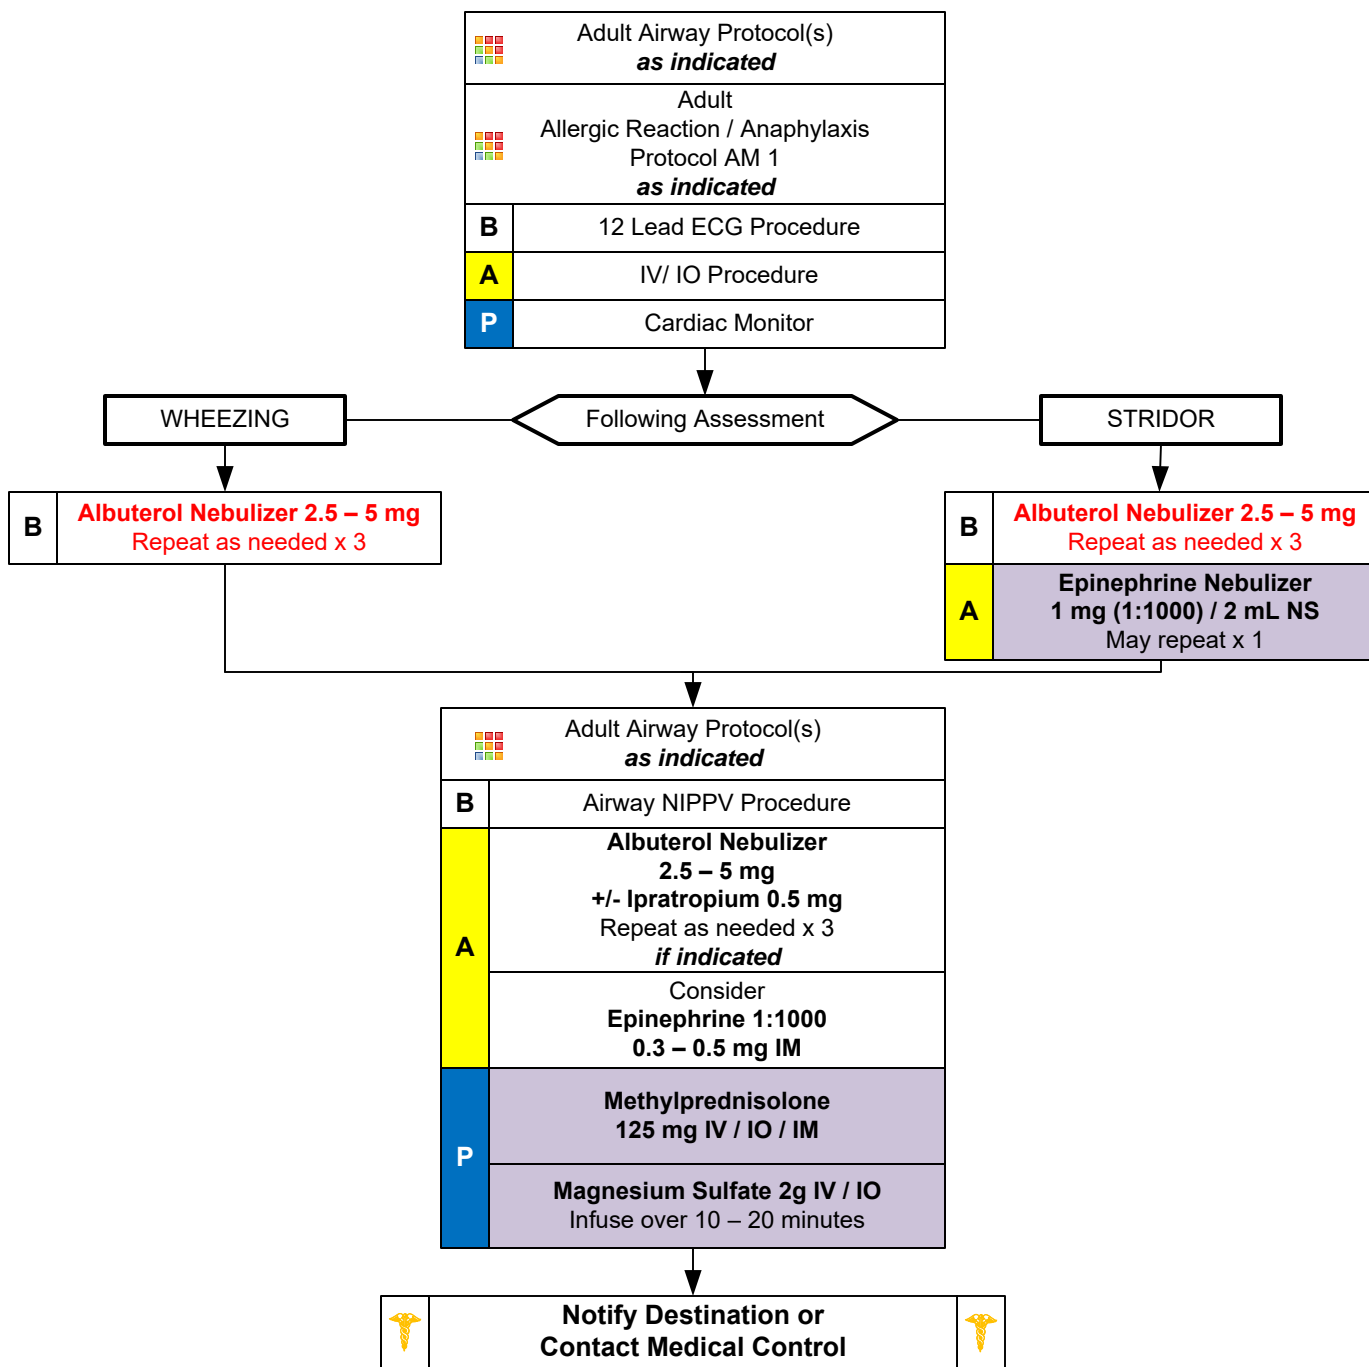 Adult Airway Protocol(s)
as indicated
Adult
Allergic Reaction / Anaphylaxis
Protocol AM 1
as indicated
B
12 Lead ECG Procedure
A
IV/ IO Procedure
P
Cardiac Monitor
WHEEZING
Following Assessment
STRIDOR
B
Albuterol Nebulizer 2.5 – 5 mg
Repeat as needed x 3
B
Albuterol Nebulizer 2.5 – 5 mg
Repeat as needed x 3
A
Epinephrine Nebulizer
1 mg (1:1000) / 2 mL NS
May repeat x 1
Adult Airway Protocol(s)
as indicated
B
Airway NIPPV Procedure
A
Albuterol Nebulizer
2.5 – 5 mg
+/- Ipratropium 0.5 mg
Repeat as needed x 3
if indicated
Consider
Epinephrine 1:1000
0.3 – 0.5 mg IM
P
Methylprednisolone
125 mg IV / IO / IM
Magnesium Sulfate 2g IV / IO
Infuse over 10 – 20 minutes
Notify Destination or
Contact Medical Control